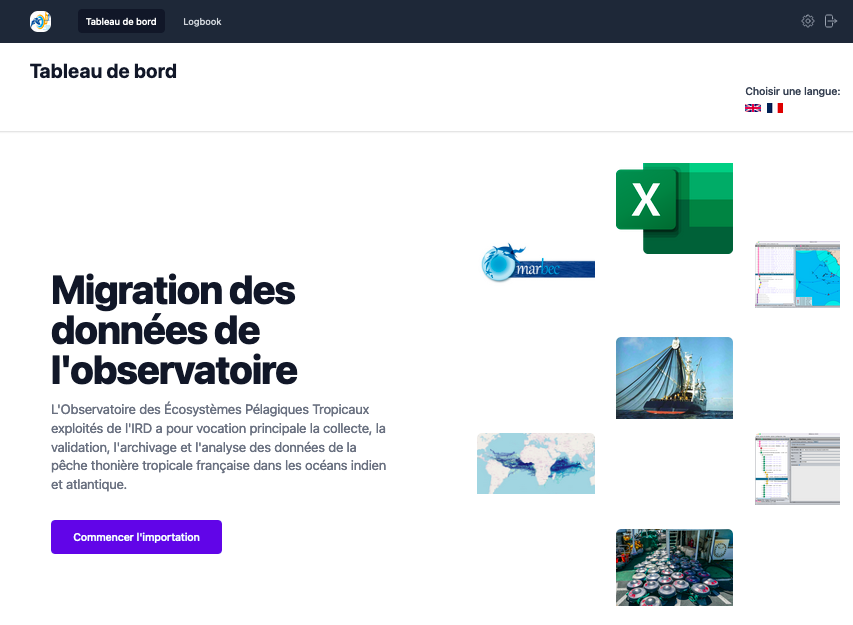 Tableau de bord
Logbook
Tableau de bord
Choisir une langue:
X
marbec
Migration des
données de
l'observatoire
L'Observatoire des Écosystèmes Pélagiques Tropicaux
exploités de l'IRD a pour vocation principale la collecte, la
validation, l'archivage et l'analyse des données de la
pêche thonière tropicale française dans les océans indien
et atlantique.
Commencer l'importation